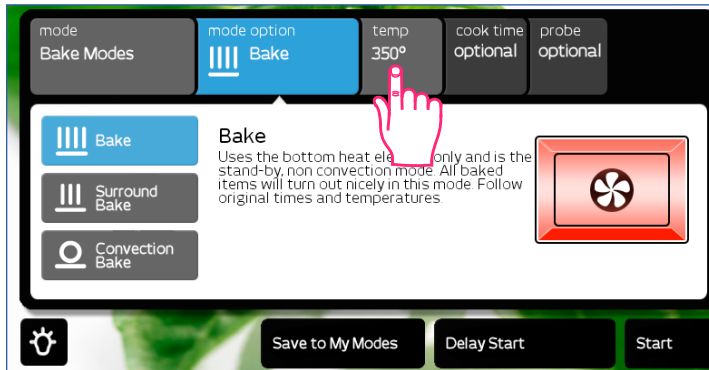 mode
Bake Modes
mode option
Bake
temp
350°
cook time
optional
probe
optional
Bake
Surround
Bake
Convection
Bake
Bake
Uses the bottom heat only and is the
stand-by, non convection mode. All baked
items will turn out nicely in this mode. Follow
original times and temperatures.
Save to My Modes
Delay Start
Start